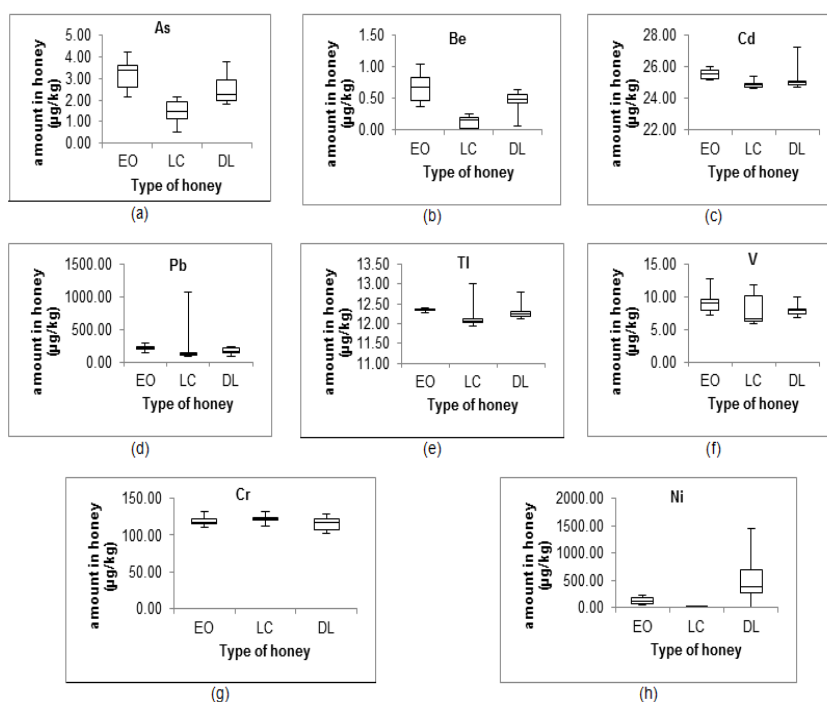 As
amount in honey
(µg/kg)
5.00
4.00
3.00
2.00
1.00
0.00
EO LC DL
Type of honey
(a)
Be
amount in honey
(µg/kg)
1.50
1.00
0.50
0.00
EO LC DL
Type of honey
(b)
Cd
amount in honey
(µg/kg)
28.00
26.00
24.00
22.00
EO LC DL
Type of honey
(c)
Pb
amount in honey
(µg/kg)
1500.00
1000.00
500.00
0.00
EO LC DL
Type of honey
(d)
Tl
amount in honey
(µg/kg)
13.50
13.00
12.50
12.00
11.50
11.00
EO LC DL
Type of honey
(e)
V
amount in honey
(µg/kg)
15.00
10.00
5.00
0.00
EO LC DL
Type of honey
(f)
Cr
amount in honey
(µg/kg)
150.00
100.00
50.00
0.00
EO LC DL
Type of honey
(g)
Ni
amount in honey
(µg/kg)
2000.00
1500.00
1000.00
500.00
0.00
EO LC DL
Type of honey
(h)